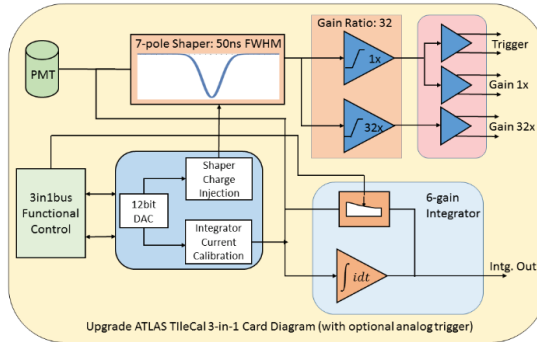 7-pole Shaper: 50ns FWHM
Gain Ratio: 32
PMT
1x
Trigger
Gain 1x
32x
Gain 32x
3in1bus
Functional
Control
12bit
DAC
Shaper
Charge
Injection
Integrator
Current
Calibration
6-gain
Integrator
∫ idt
Intg. Out
Upgrade ATLAS TIleCal 3-in-1 Card Diagram (with optional analog trigger)